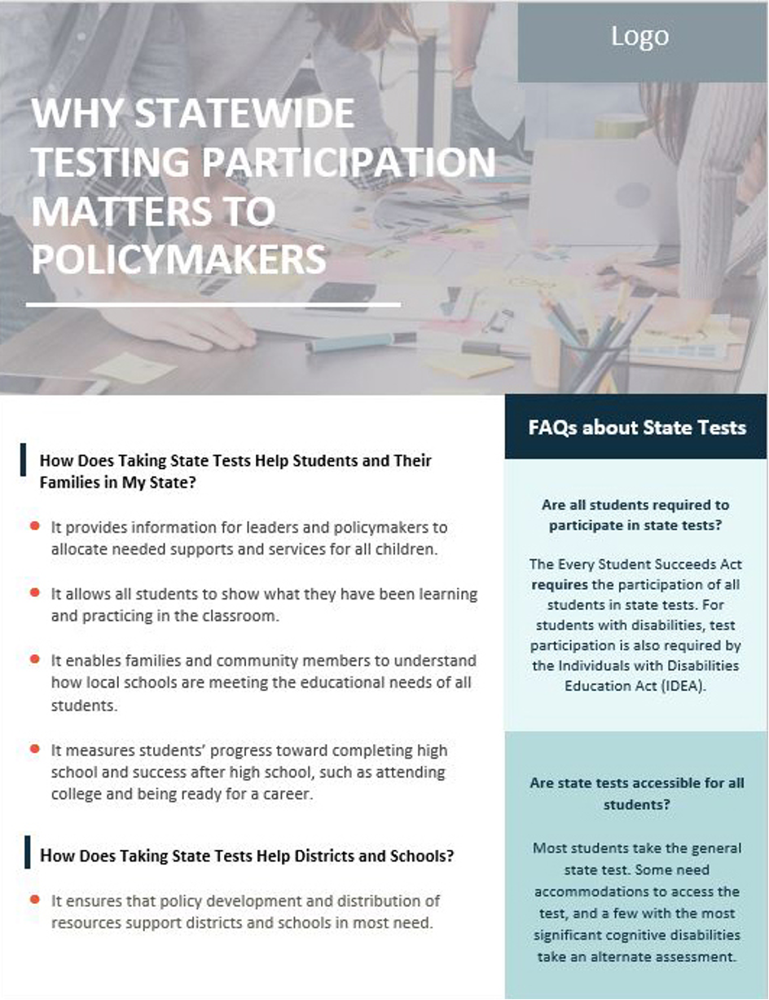 Logo
WHY STATEWIDE
TESTING PARTICIPATION
MATTERS TO
POLICYMAKERS
How Does Taking State Tests Help Students and Their
Families in My State?
It provides information for leaders and policymakers to
allocate needed supports and services for all children.
It allows all students to show what they have been learning
and practicing in the classroom.
It enables families and community members to understand
how local schools are meeting the educational needs of all
students.
It measures students’ progress toward completing high
school and success after high school, such as attending
college and being ready for a career.
How Does Taking State Tests Help Districts and Schools?
It ensures that policy development and distribution of
resources support districts and schools in most need.
FAQs about State Tests
Are all students required to
participate in state tests?
The Every Student Succeeds Act
requires the participation of all
students in state tests. For
students with disabilities, test
participation is also required by
the Individuals with Disabilities
Education Act (IDEA).
Are state tests accessible for all
students?
Most students take the general
state test. Some need
accommodations to access the
test, and a few with the most
significant cognitive disabilities
take an alternate assessment.